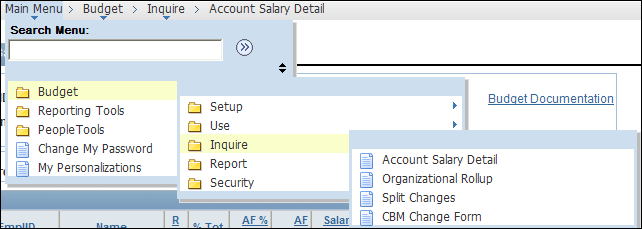 Main Menu > Budget > Inquire > Account Salary Detail
Search Menu:
Budget
Reporting Tools
PeopleTools
Change My Password
My Personalizations
Setup
Use
Inquire
Report
Security
Budget Documentation
Account Salary Detail
Organizational Rollup
Split Changes
CBM Change Form
EmplID Name R % Tot AF % AF Salar